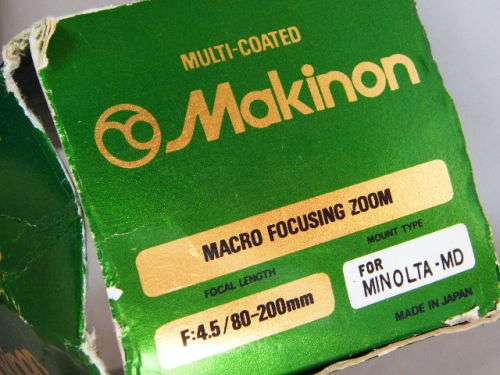 MULTI-COATED
Makinon
MACRO FOCUSING ZOOM
FOCAL LENGTH
MOUNT TYPE
F:4.5/80-200mm
FOR
MINOLTA-MD
MADE IN JAPAN